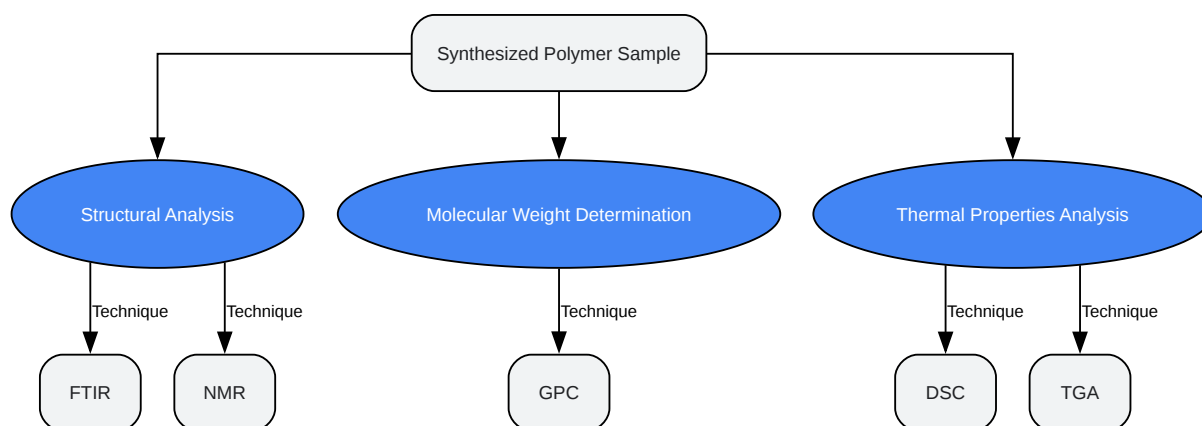 Synthesized Polymer Sample
Structural Analysis
Molecular Weight Determination
Thermal Properties Analysis
Technique
Technique
Technique
Technique
Technique
FTIR
NMR
GPC
DSC
TGA